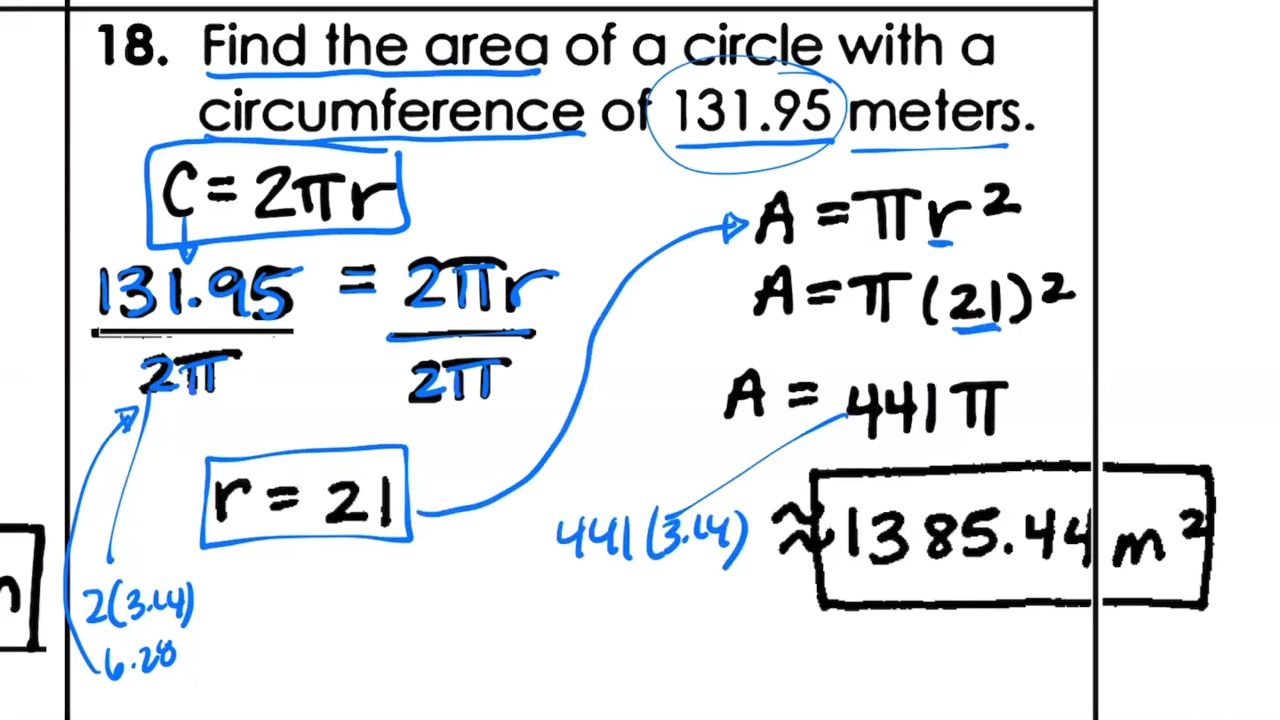 18. Find the area of a circle with a
circumference of 131.95 meters.
C = 2πr
131.95 = 2πr
2π 2π
r = 21
2(3.14)
6.28
A = πr²
A = π(21)²
A = 441π
441(3.14) ≈ 1385.44 m²